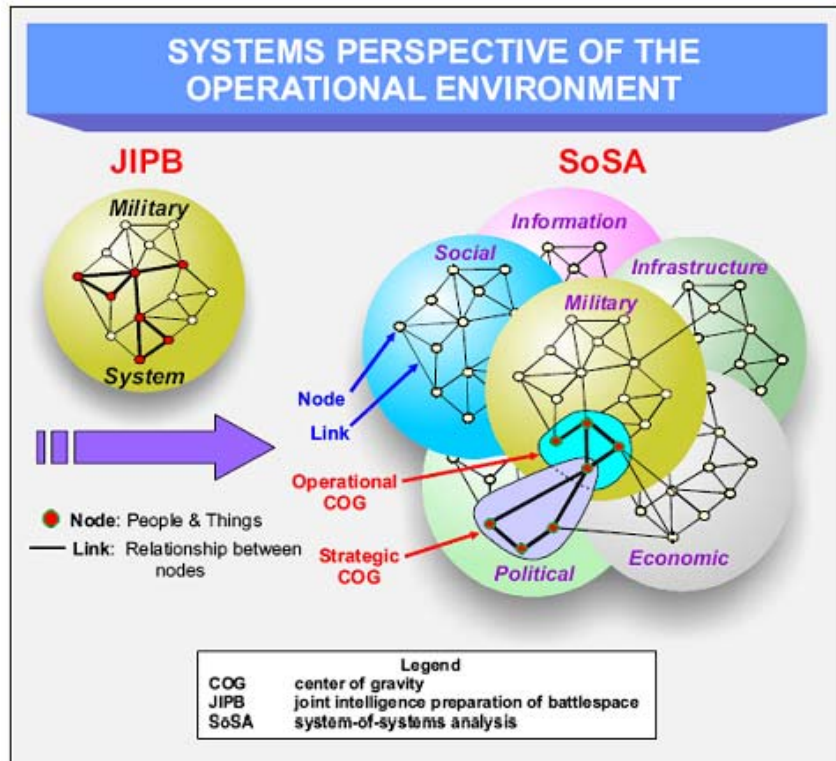 SYSTEMS PERSPECTIVE OF THE
OPERATIONAL ENVIRONMENT
JIPB
SoSA
Military
System
Information
Social
Infrastructure
Military
Node
Link
Operational
COG
Strategic
COG
Political
Economic
Node: People & Things
Link: Relationship between
nodes
Legend
COG center of gravity
JIPB joint intelligence preparation of battlespace
SoSA system-of-systems analysis